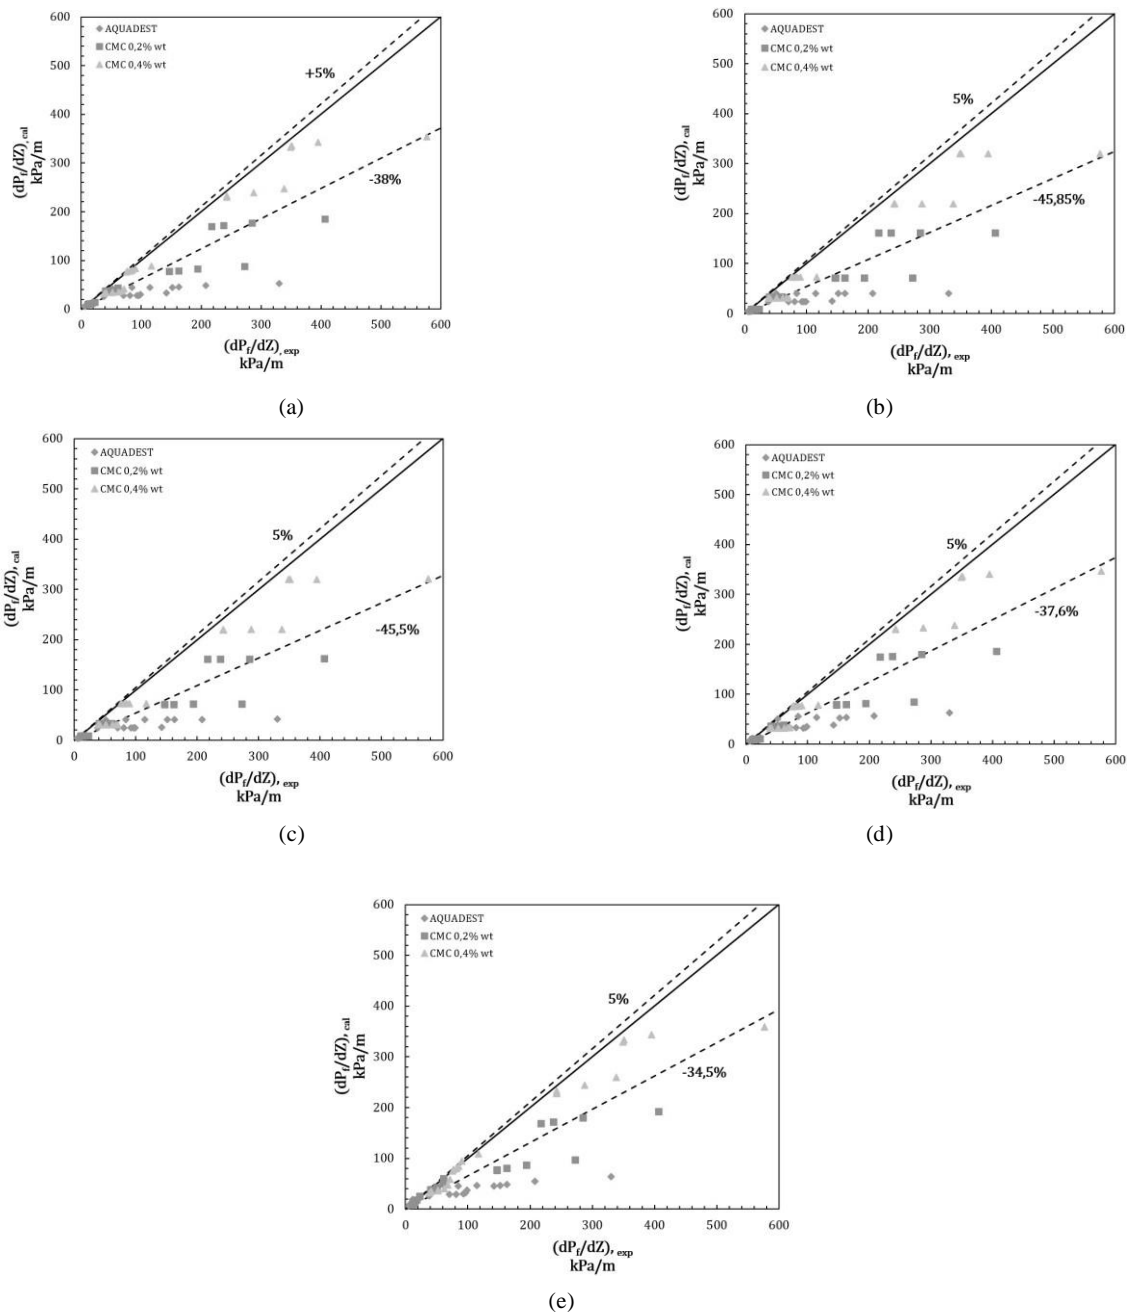 600
AQUADEST
CMC 0,2% wt
CMC 0,4% wt
500
+5%
400
300
-38%
200
100
0
0 100 200 300 400 500 600
(dPf/dZ),cal
kPa/m
(dPf/dZ),exp
kPa/m
(a)
600
AQUADEST
CMC 0,2% wt
CMC 0,4% wt
500
5%
400
300
-45,85%
200
100
0
0 100 200 300 400 500 600
(dPf/dZ),cal
kPa/m
(dPf/dZ),exp
kPa/m
(b)
600
AQUADEST
CMC 0,2% wt
CMC 0,4% wt
500
5%
400
300
-45,5%
200
100
0
0 100 200 300 400 500 600
(dPf/dZ),cal
kPa/m
(dPf/dZ),exp
kPa/m
(c)
600
AQUADEST
CMC 0,2% wt
CMC 0,4% wt
500
5%
400
300
-37,6%
200
100
0
0 100 200 300 400 500 600
(dPf/dZ),cal
kPa/m
(dPf/dZ),exp
kPa/m
(d)
600
AQUADEST
CMC 0,2% wt
CMC 0,4% wt
500
5%
400
300
-34,5%
200
100
0
0 100 200 300 400 500 600
(dPf/dZ),cal
kPa/m
(dPf/dZ),exp
kPa/m
(e)